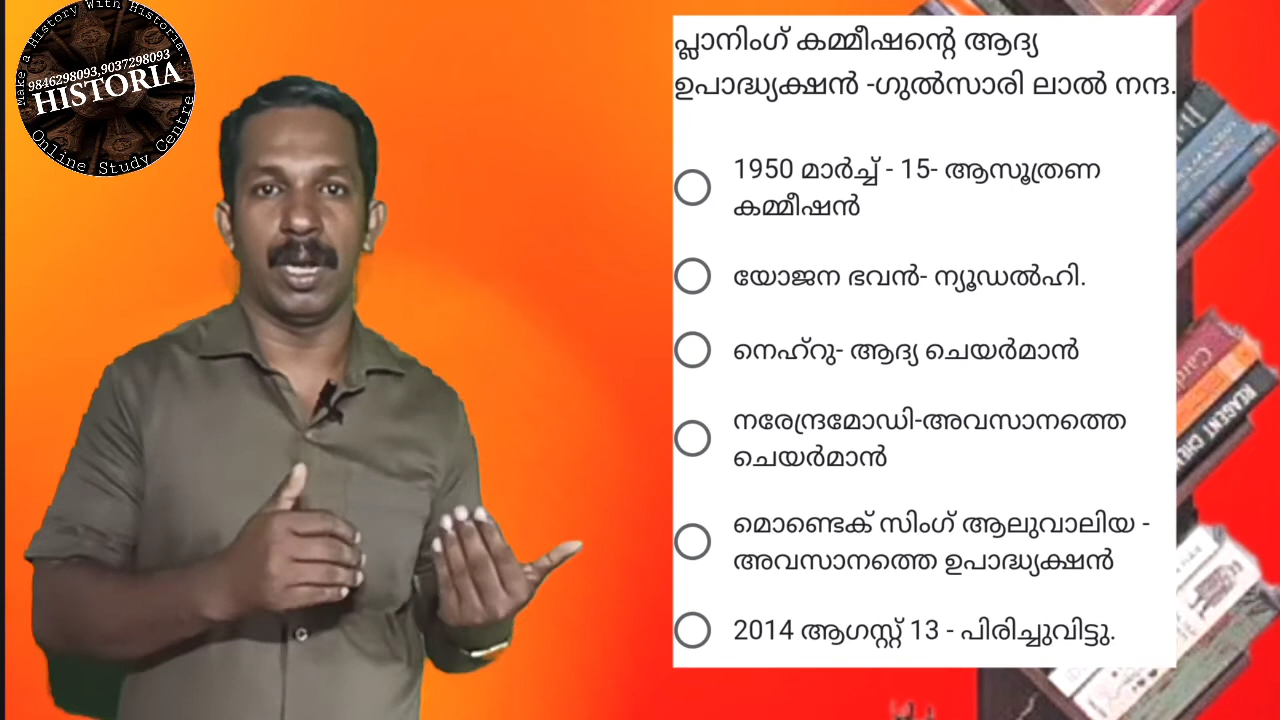 Make a History With Historia..
9846298093,9037298093
HISTORIA
Online Study Centre
പ്ലാനിംഗ് കമ്മീഷന്റെ ആദ്യ
ഉപാദ്ധ്യക്ഷൻ -ഗുൽസാരി ലാൽ നന്ദ.
1950 മാർച്ച് - 15- ആസൂത്രണ
കമ്മീഷൻ
യോജന ഭവൻ- ന്യൂഡൽഹി.
നെഹ്റു- ആദ്യ ചെയർമാൻ
നരേന്ദ്രമോഡി-അവസാനത്തെ
ചെയർമാൻ
മൊണ്ടെക് സിംഗ് ആലുവാലിയ -
അവസാനത്തെ ഉപാദ്ധ്യക്ഷൻ
2014 ആഗസ്റ്റ് 13 - പിരിച്ചുവിട്ടു.
REAGENT